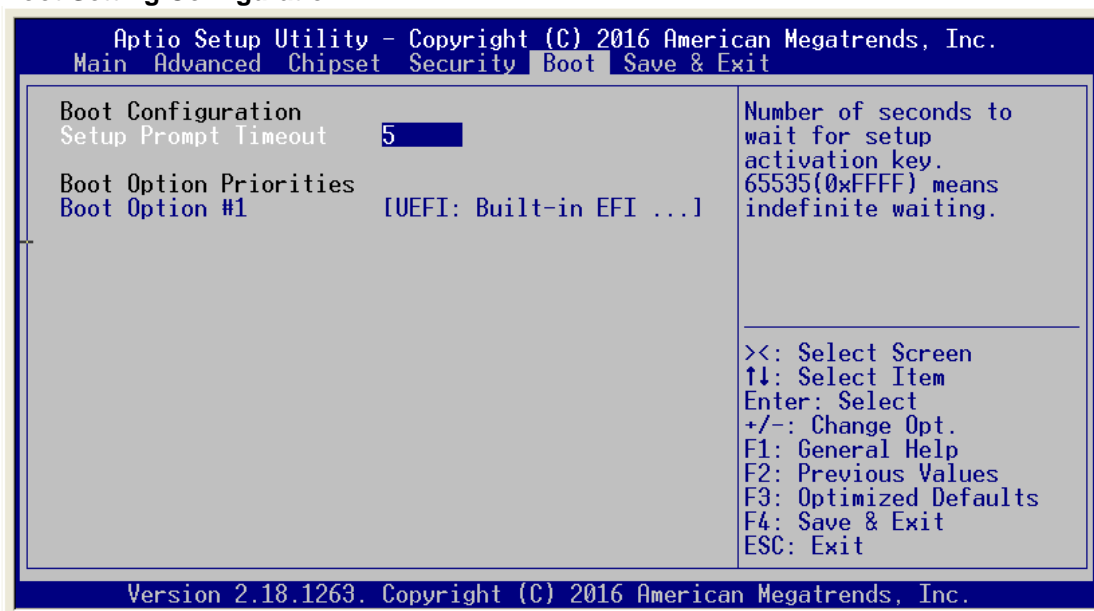 Aptio Setup Utility – Copyright (C) 2016 American Megatrends, Inc.
Main Advanced Chipset Security Boot Save & Exit
Boot Configuration
Setup Prompt Timeout 5
Boot Option Priorities
Boot Option #1 [UEFI: Built-in EFI ...]
Number of seconds to
wait for setup
activation key.
65535(0xFFFF) means
indefinite waiting.
><: Select Screen
↑↓: Select Item
Enter: Select
+/-: Change Opt.
F1: General Help
F2: Previous Values
F3: Optimized Defaults
F4: Save & Exit
ESC: Exit
Version 2.18.1263. Copyright (C) 2016 American Megatrends, Inc.